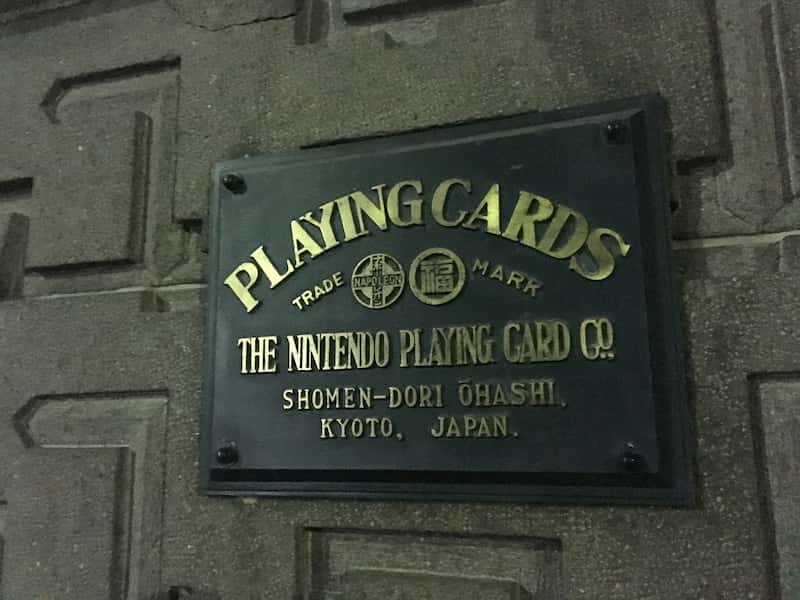 PLAYING CARDS
TRADE NAPOLEON 福 MARK
THE NINTENDO PLAYING CARD CO.
SHOMEN-DORI ŌHASHI,
KYOTO, JAPAN.